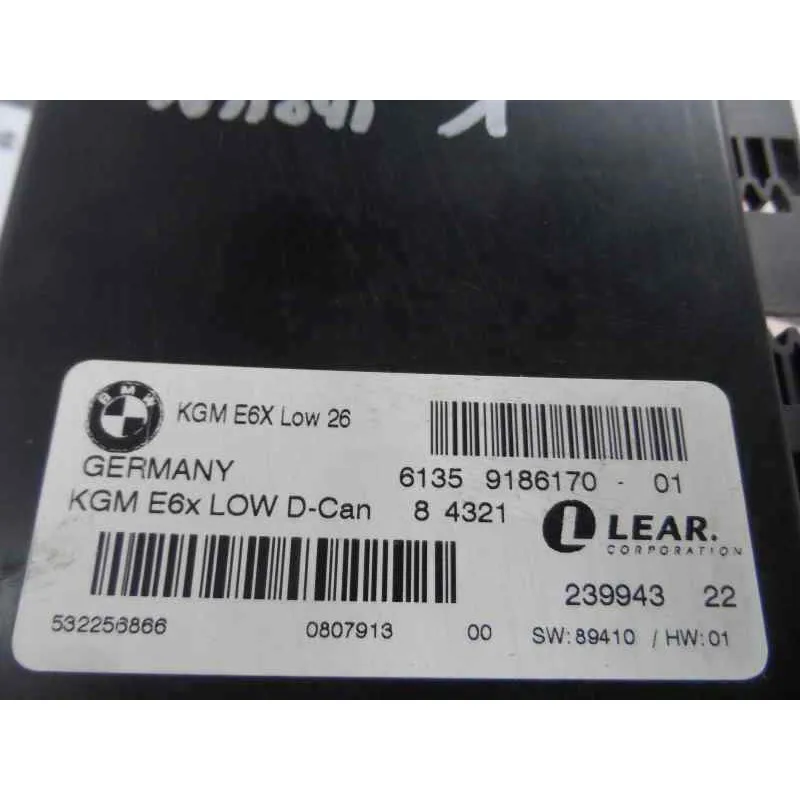 BMW
KGM E6X Low 26
GERMANY
6135 9186170 - 01
KGM E6x LOW D-Can 8 4321
LEAR.
CORPORATION
239943 22
532256866 0807913 00 SW:89410 / HW:01